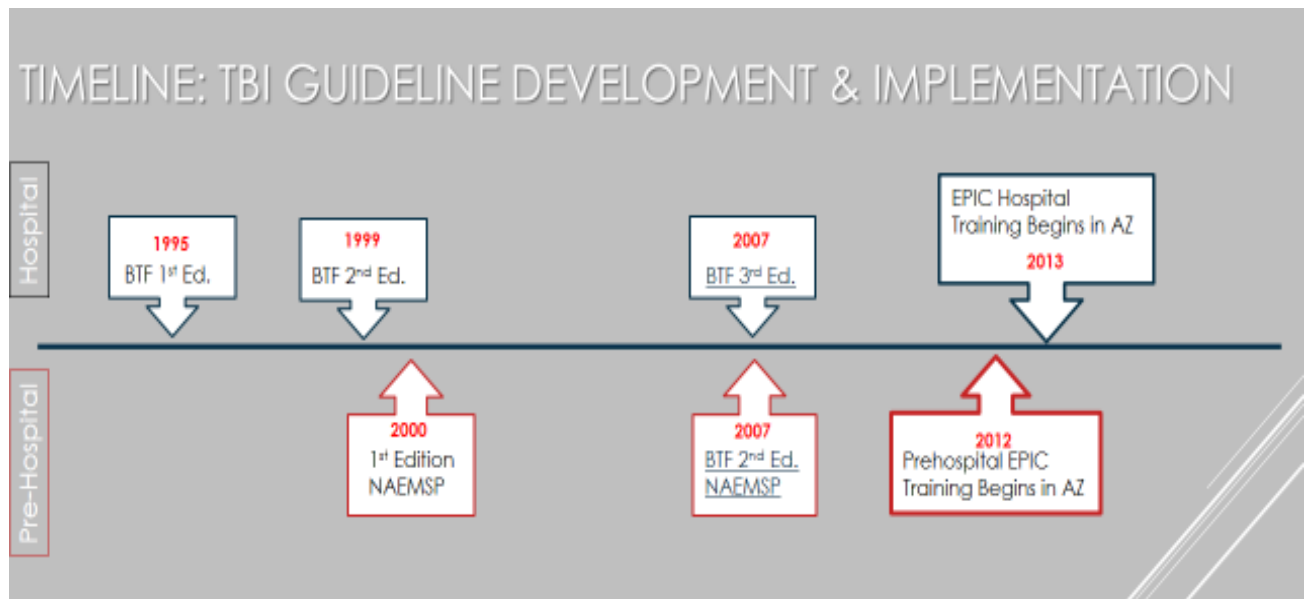 TIMELINE: TBI GUIDELINE DEVELOPMENT & IMPLEMENTATION
Hospital
1995
BTF 1st Ed.
1999
BTF 2nd Ed.
2007
BTF 3rd Ed.
EPIC Hospital
Training Begins in AZ
2013
Pre-Hospital
2000
1st Edition
NAEMSP
2007
BTF 2nd Ed.
NAEMSP
2012
Prehospital EPIC
Training Begins in AZ